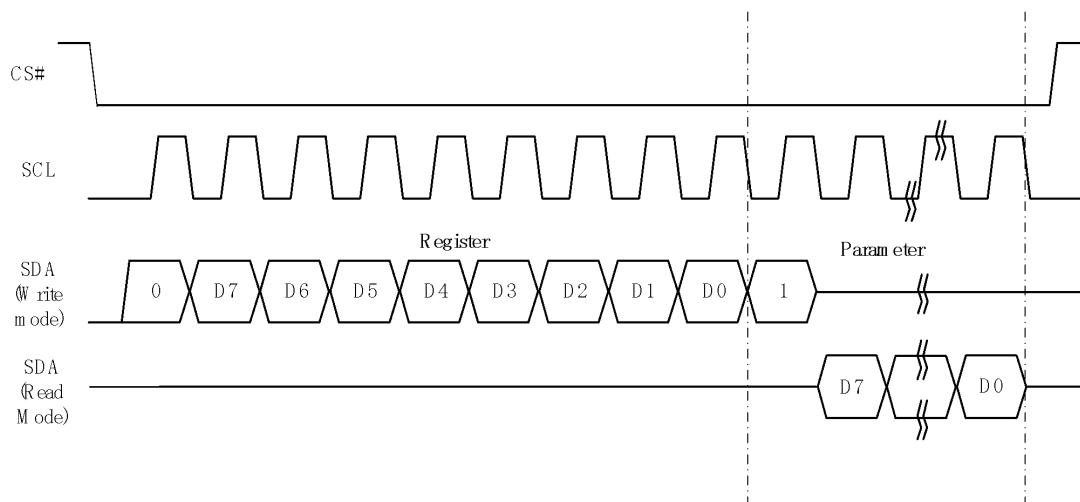 CS#
SCL
Register
Parameter
SDA
(Write
mode)
0 D7 D6 D5 D4 D3 D2 D1 D0 1
SDA
(Read
Mode)
D7 D0